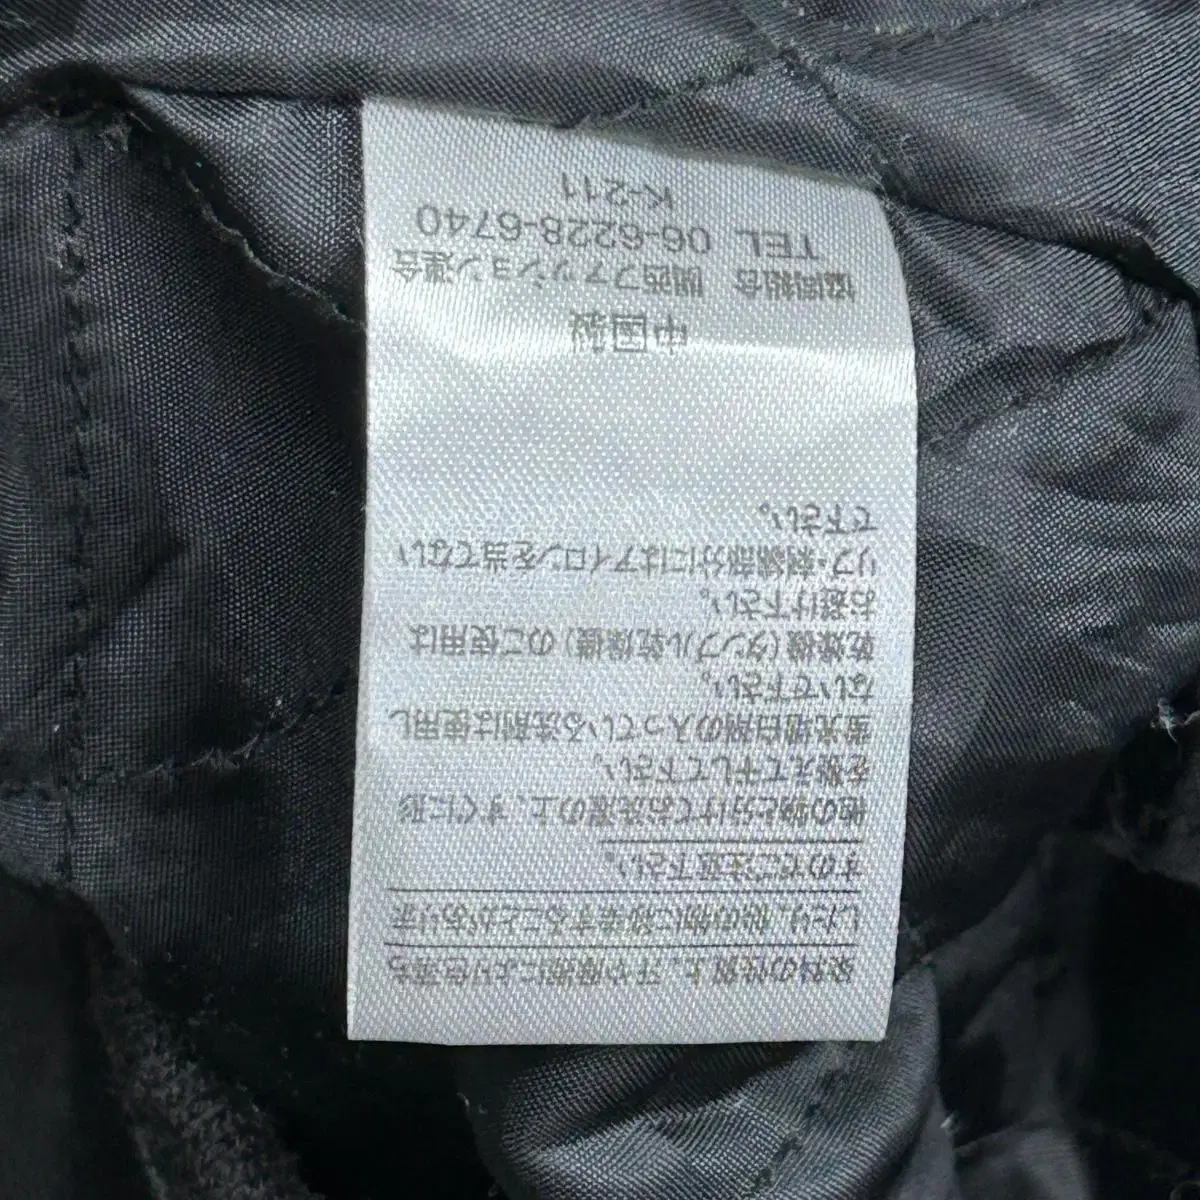 染料の性質上、汗や摩擦により色落ち
したり、他の物に移染することがありま
すのでご注意下さい。
他の物と分けてお洗濯の上、すぐに形
を整えて干して下さい。
蛍光増白剤の入っている洗剤は使用し
ないで下さい。
乾燥機(タンブル乾燥機)のご使用は
お避け下さい。
リブ・刺繍部分にはアイロンを当てない
で下さい。
中国製
協同組合 関西ファッション連合
TEL 06-6228-6740
K-211